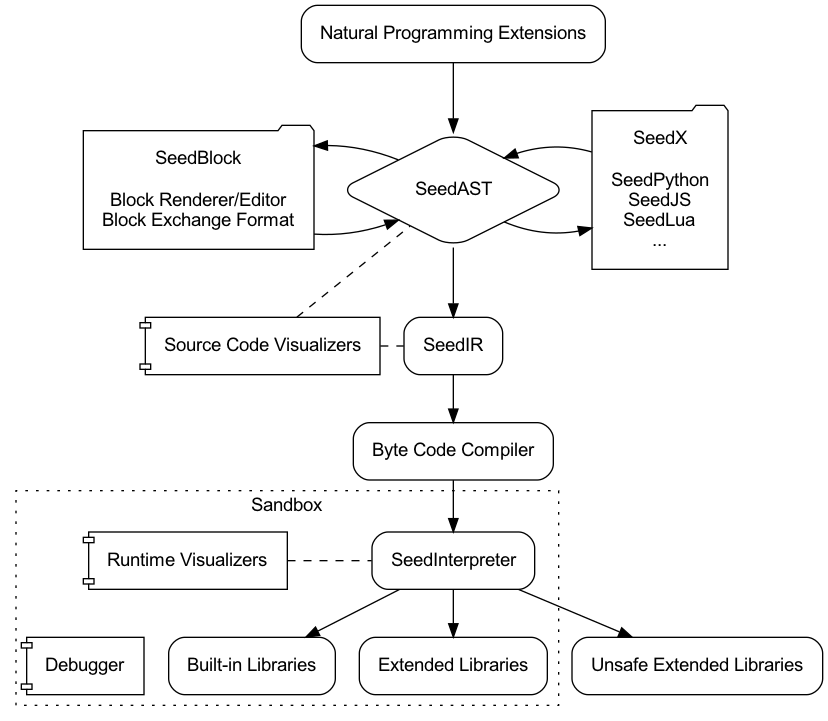 Natural Programming Extensions
SeedBlock
Block Renderer/Editor
Block Exchange Format
SeedAST
SeedX
SeedPython
SeedJS
SeedLua
...
Source Code Visualizers
SeedIR
Byte Code Compiler
Sandbox
Runtime Visualizers
SeedInterpreter
Debugger
Built-in Libraries
Extended Libraries
Unsafe Extended Libraries